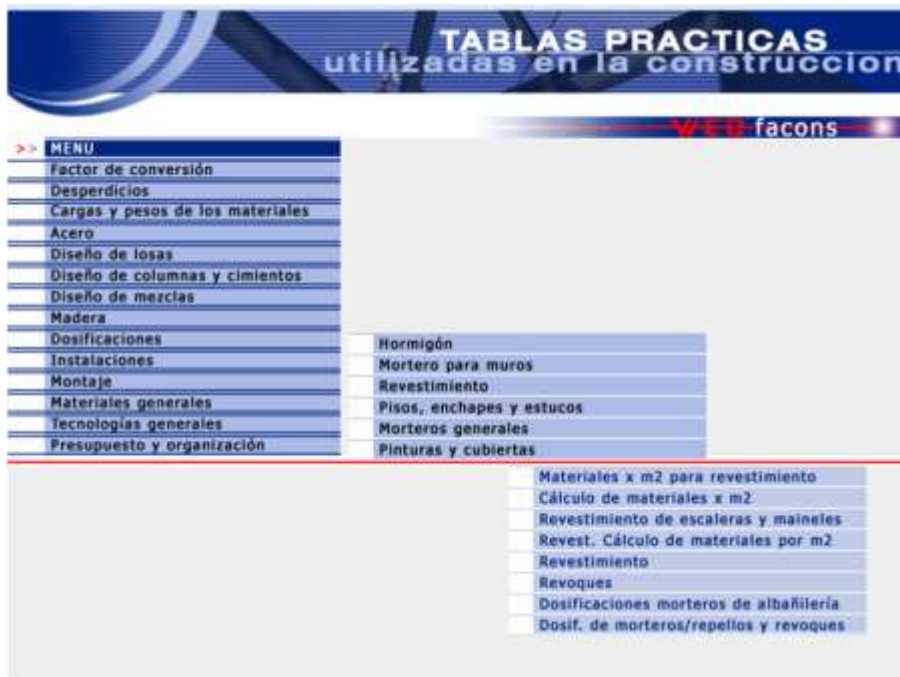 TABLAS PRACTICAS
utilizadas en la construccion
WEB facons
>> MENU
Factor de conversión
Desperdicios
Cargas y pesos de los materiales
Acero
Diseño de losas
Diseño de columnas y cimientos
Diseño de mezclas
Madera
Dosificaciones
Instalaciones
Montaje
Materiales generales
Tecnologías generales
Presupuesto y organización
Hormigón
Mortero para muros
Revestimiento
Pisos, enchapes y estucos
Morteros generales
Pinturas y cubiertas
Materiales x m2 para revestimiento
Cálculo de materiales x m2
Revestimiento de escaleras y maineles
Revest. Cálculo de materiales por m2
Revestimiento
Revoques
Dosificaciones morteros de albañilería
Dosif. de morteros/repellos y revoques